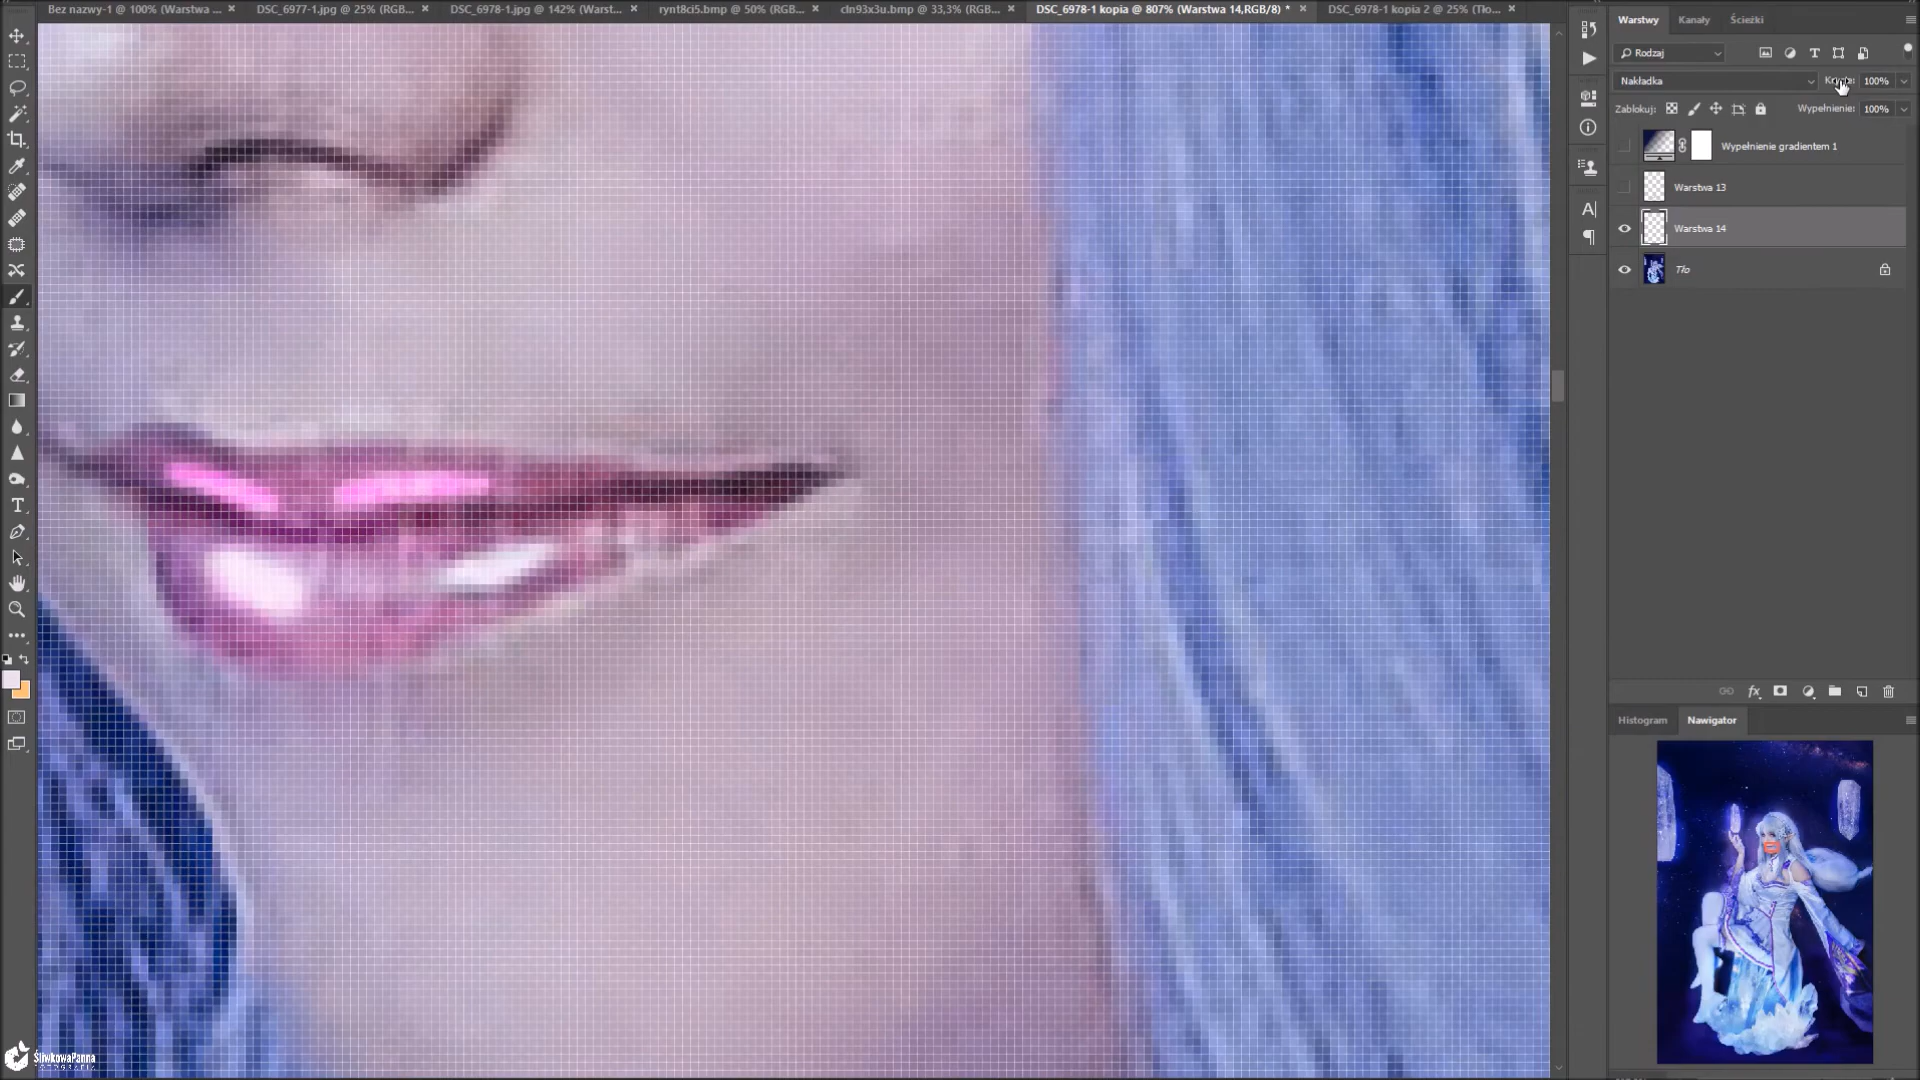 Bez nazwy-1 @ 100% (Warstwa ...
DSC_6977-1.jpg @ 25% (RGB...
DSC_6978-1.jpg @ 142% (Warst...
rynt8ci5.bmp @ 50% (RGB...
cln93x3u.bmp @ 33,3% (RGB...
DSC_6978-1 kopia @ 807% (Warstwa 14,RGB/8) *
DSC_6978-1 kopia 2 @ 25% (Tło...
Warstwy
Kanały
Ścieżki
Rodzaj
Nakładka
100%
Zablokuj:
Wypełnienie: 100%
Wypełnienie gradientem 1
Warstwa 13
Warstwa 14
Tło
fx
Histogram
Nawigator
ŚliwkowaPanna
FOTOGRAFIA